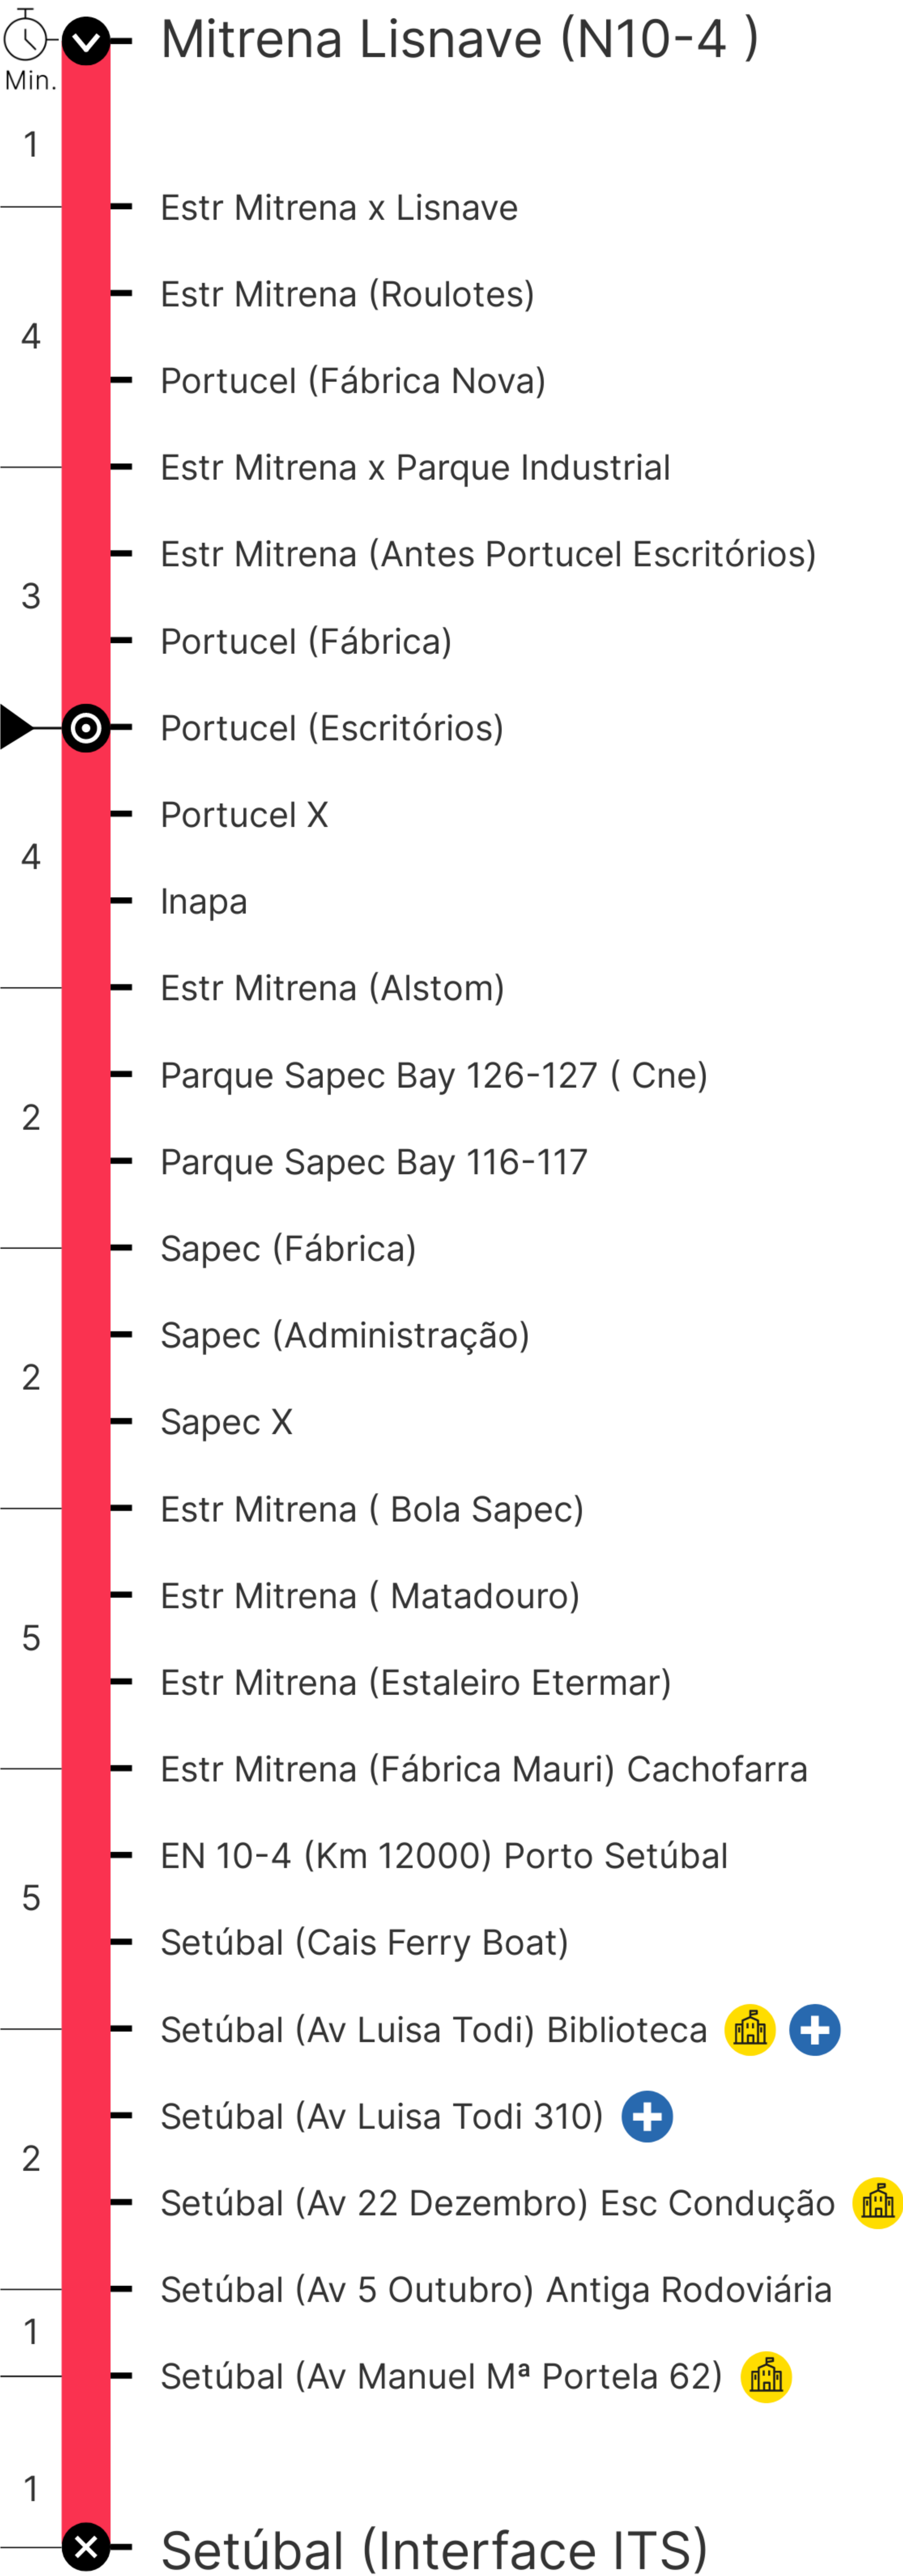 Mitrena Lisnave (N10-4 )
Min.
1
Estr Mitrena x Lisnave
Estr Mitrena (Roulotes)
4
Portucel (Fábrica Nova)
Estr Mitrena x Parque Industrial
Estr Mitrena (Antes Portucel Escritórios)
3
Portucel (Fábrica)
Portucel (Escritórios)
Portucel X
4
Inapa
Estr Mitrena (Alstom)
Parque Sapec Bay 126-127 ( Cne)
2
Parque Sapec Bay 116-117
Sapec (Fábrica)
Sapec (Administração)
2
Sapec X
Estr Mitrena ( Bola Sapec)
Estr Mitrena ( Matadouro)
5
Estr Mitrena (Estaleiro Etermar)
Estr Mitrena (Fábrica Mauri) Cachofarra
EN 10-4 (Km 12000) Porto Setúbal
5
Setúbal (Cais Ferry Boat)
Setúbal (Av Luisa Todi) Biblioteca
Setúbal (Av Luisa Todi 310)
2
Setúbal (Av 22 Dezembro) Esc Condução
Setúbal (Av 5 Outubro) Antiga Rodoviária
1
Setúbal (Av Manuel Mª Portela 62)
1
Setúbal (Interface ITS)